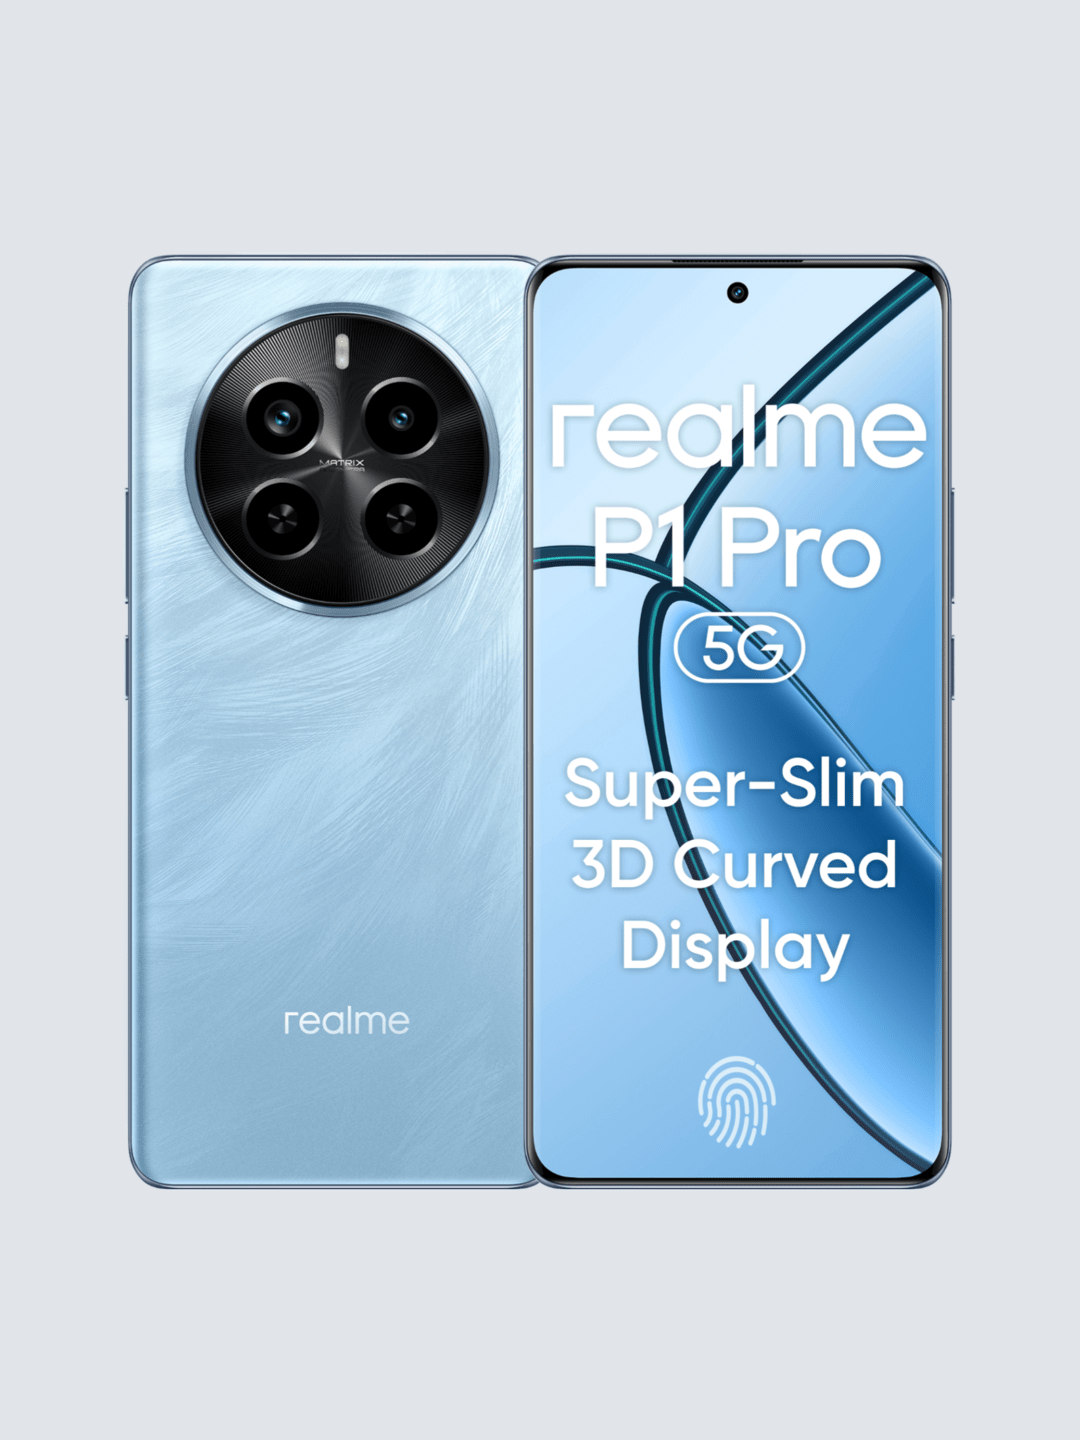 MATRIX
realme
realme
P1 Pro
5G
Super-Slim
3D Curved
Display